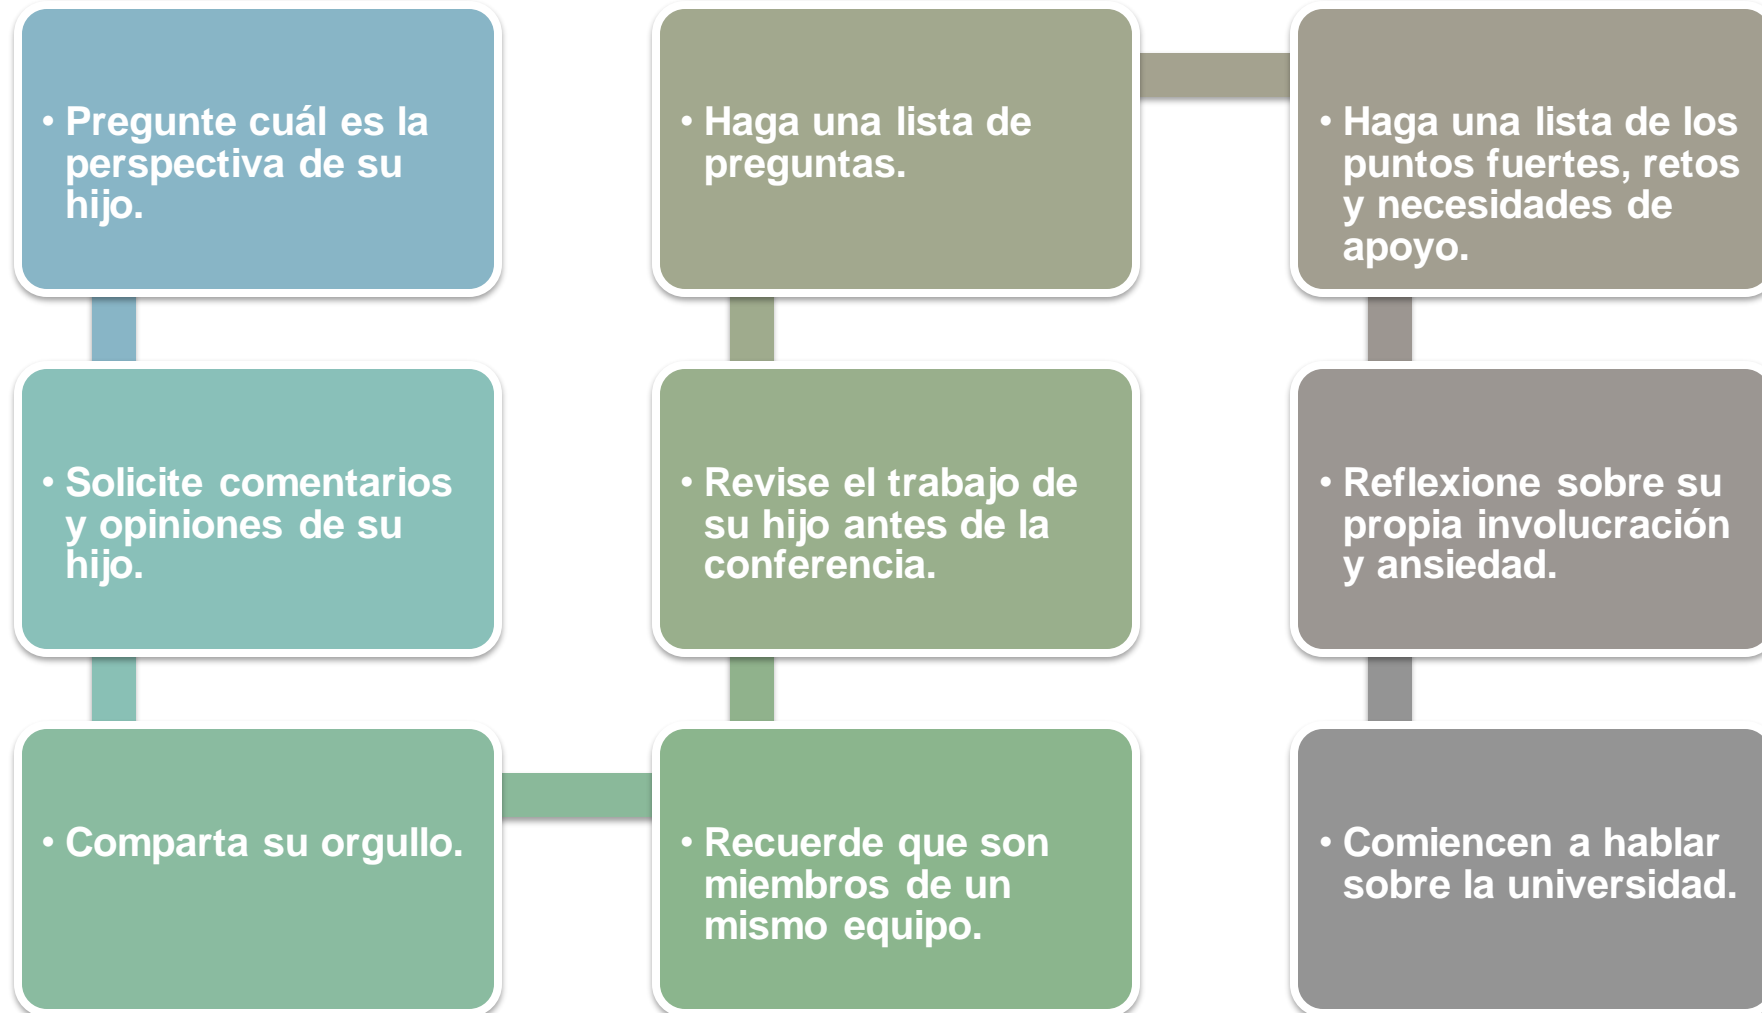 • Pregunte cuál es la
perspectiva de su
hijo.
• Solicite comentarios
y opiniones de su
hijo.
• Comparta su orgullo.
• Recuerde que son
miembros de un
mismo equipo.
• Revise el trabajo de
su hijo antes de la
conferencia.
• Haga una lista de
preguntas.
• Haga una lista de los
puntos fuertes, retos
y necesidades de
apoyo.
• Reflexione sobre su
propia involucración
y ansiedad.
• Comiencen a hablar
sobre la universidad.